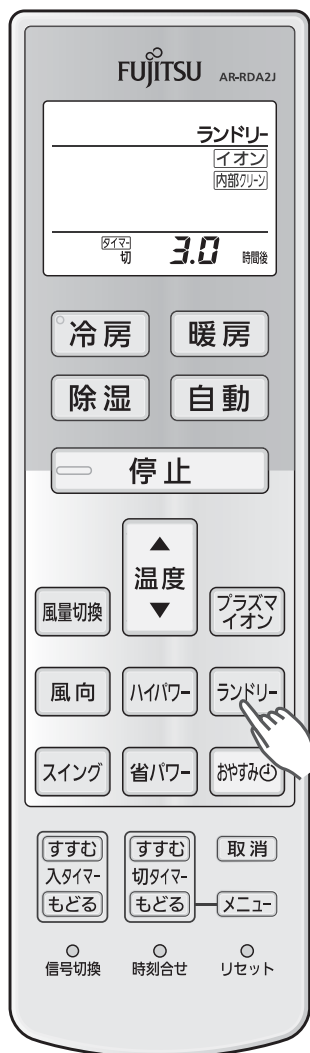 FUJITSU AR-RDA2J
ランドリー
イオン
内部クリーン
タイマー
切 3.0 時間後
冷房 暖房
除湿 自動
停止
▲
温度
▼
風量切換
プラズマ
イオン
風向 ハイパワー ランドリー
スイング 省パワー おやすみ
すすむ すすむ 取消
入タイマー 切タイマー
もどる もどる メニュー
信号切換 時刻合せ リセット